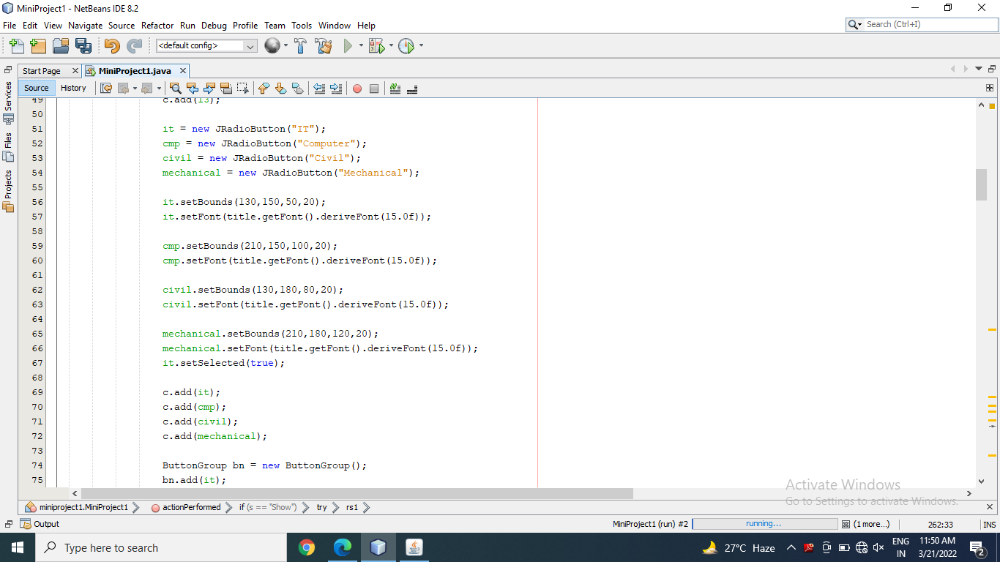 MiniProject1 - NetBeans IDE 8.2
File Edit View Navigate Source Refactor Run Debug Profile Team Tools Window Help
Search (Ctrl+I)
<default config>
Start Page
MiniProject1.java
Source History
Services
Files
Projects
49 c.add(l3);
50
51 it = new JRadioButton("IT");
52 cmp = new JRadioButton("Computer");
53 civil = new JRadioButton("Civil");
54 mechanical = new JRadioButton("Mechanical");
55
56 it.setBounds(130,150,50,20);
57 it.setFont(title.getFont().deriveFont(15.0f));
58
59 cmp.setBounds(210,150,100,20);
60 cmp.setFont(title.getFont().deriveFont(15.0f));
61
62 civil.setBounds(130,180,80,20);
63 civil.setFont(title.getFont().deriveFont(15.0f));
64
65 mechanical.setBounds(210,180,120,20);
66 mechanical.setFont(title.getFont().deriveFont(15.0f));
67 it.setSelected(true);
68
69 c.add(it);
70 c.add(cmp);
71 c.add(civil);
72 c.add(mechanical);
73
74 ButtonGroup bn = new ButtonGroup();
75 bn.add(it);
Activate Windows
Go to Settings to activate Windows.
miniproject1.MiniProject1 actionPerformed if (s == "Show") try rs1
Output
MiniProject1 (run) #2 running... (1 more...) 262:33 INS
Type here to search
27°C Haze
ENG
IN
11:50 AM
3/21/2022
2